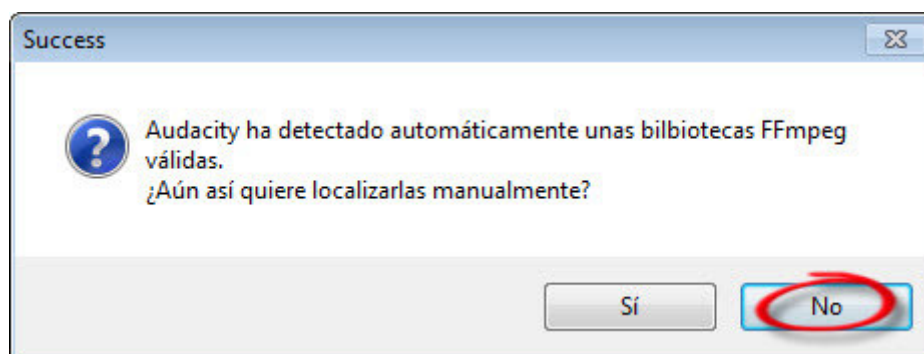 Success
Audacity ha detectado automáticamente unas bilbiotecas FFmpeg
válidas.
¿Aún así quiere localizarlas manualmente?
Sí
No